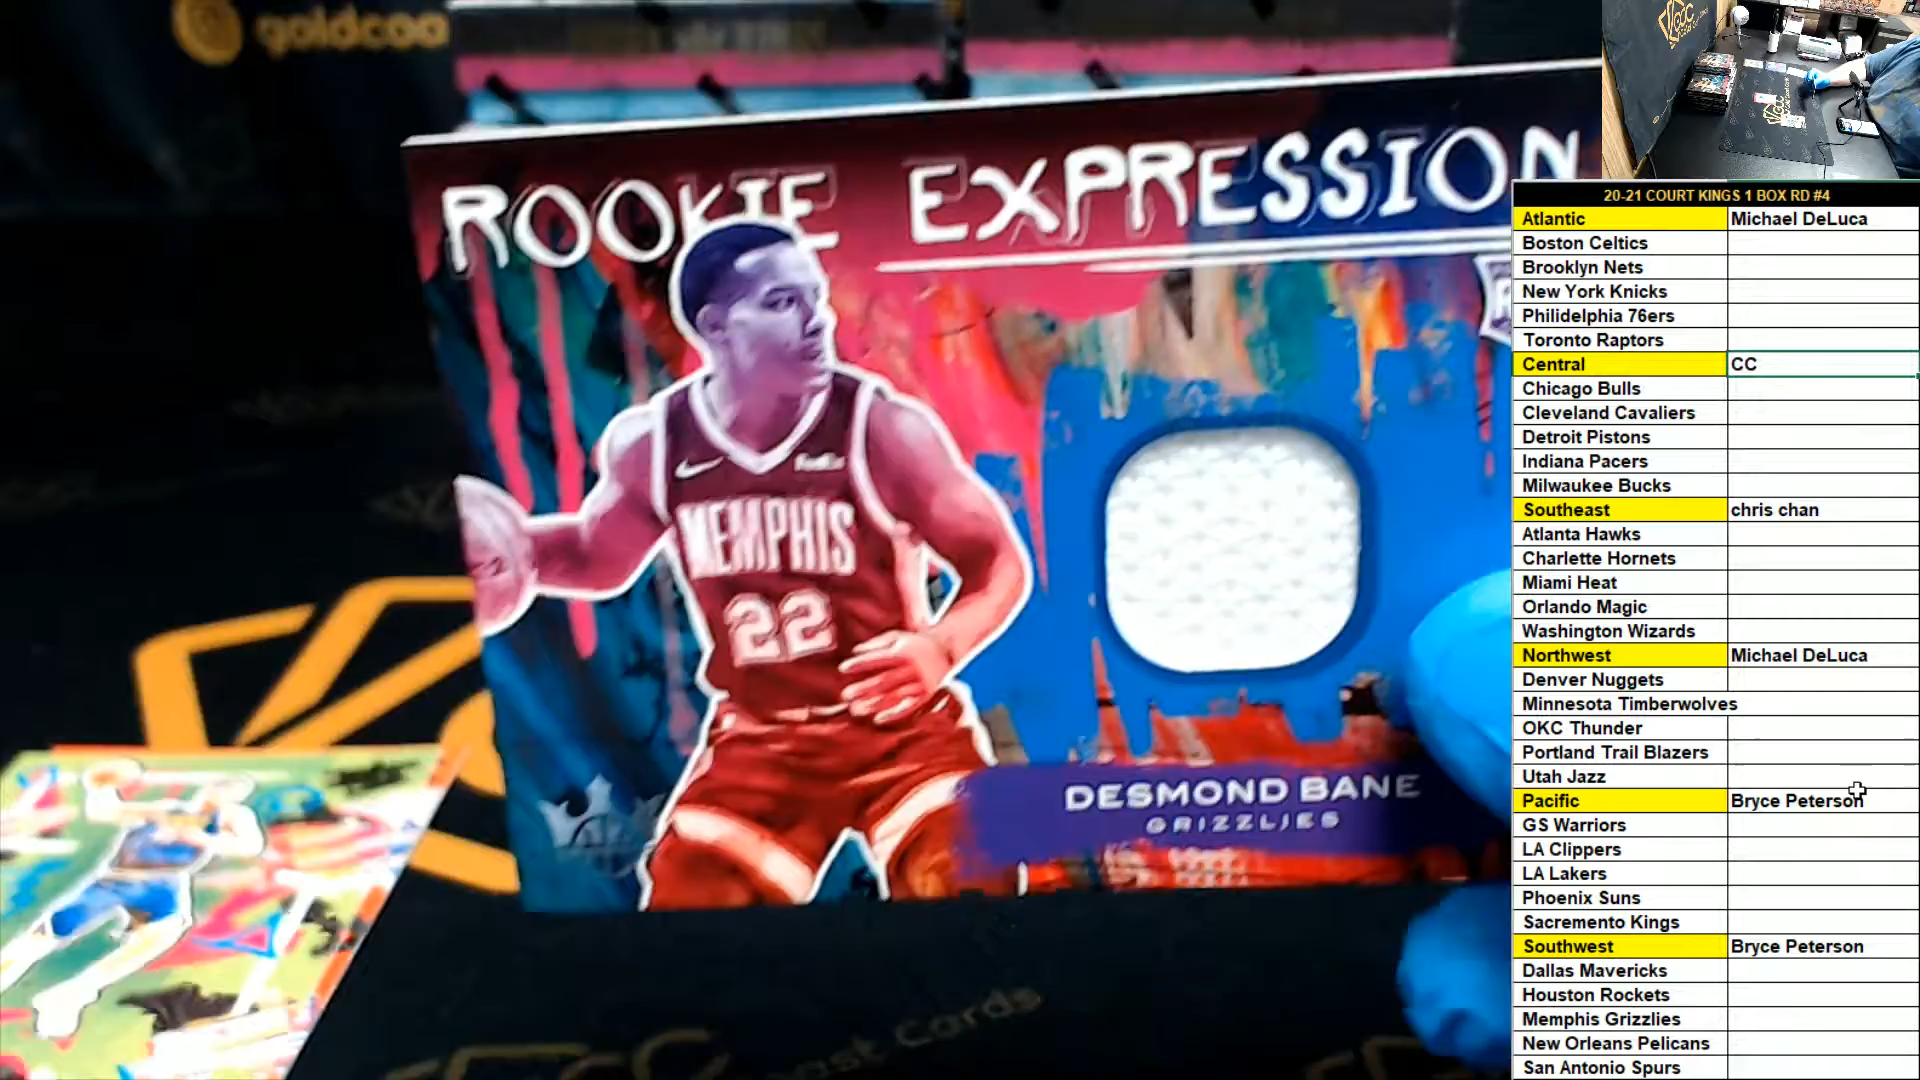 goldcoa
ROOKIE EXPRESSION
FedEx
MEMPHIS
22
DESMOND BANE
GRIZZLIES
ast Cards
20-21 COURT KINGS 1 BOX RD #4
Atlantic Michael DeLuca
Boston Celtics
Brooklyn Nets
New York Knicks
Philidelphia 76ers
Toronto Raptors
Central CC
Chicago Bulls
Cleveland Cavaliers
Detroit Pistons
Indiana Pacers
Milwaukee Bucks
Southeast chris chan
Atlanta Hawks
Charlette Hornets
Miami Heat
Orlando Magic
Washington Wizards
Northwest Michael DeLuca
Denver Nuggets
Minnesota Timberwolves
OKC Thunder
Portland Trail Blazers
Utah Jazz
Pacific Bryce Peterson
GS Warriors
LA Clippers
LA Lakers
Phoenix Suns
Sacremento Kings
Southwest Bryce Peterson
Dallas Mavericks
Houston Rockets
Memphis Grizzlies
New Orleans Pelicans
San Antonio Spurs